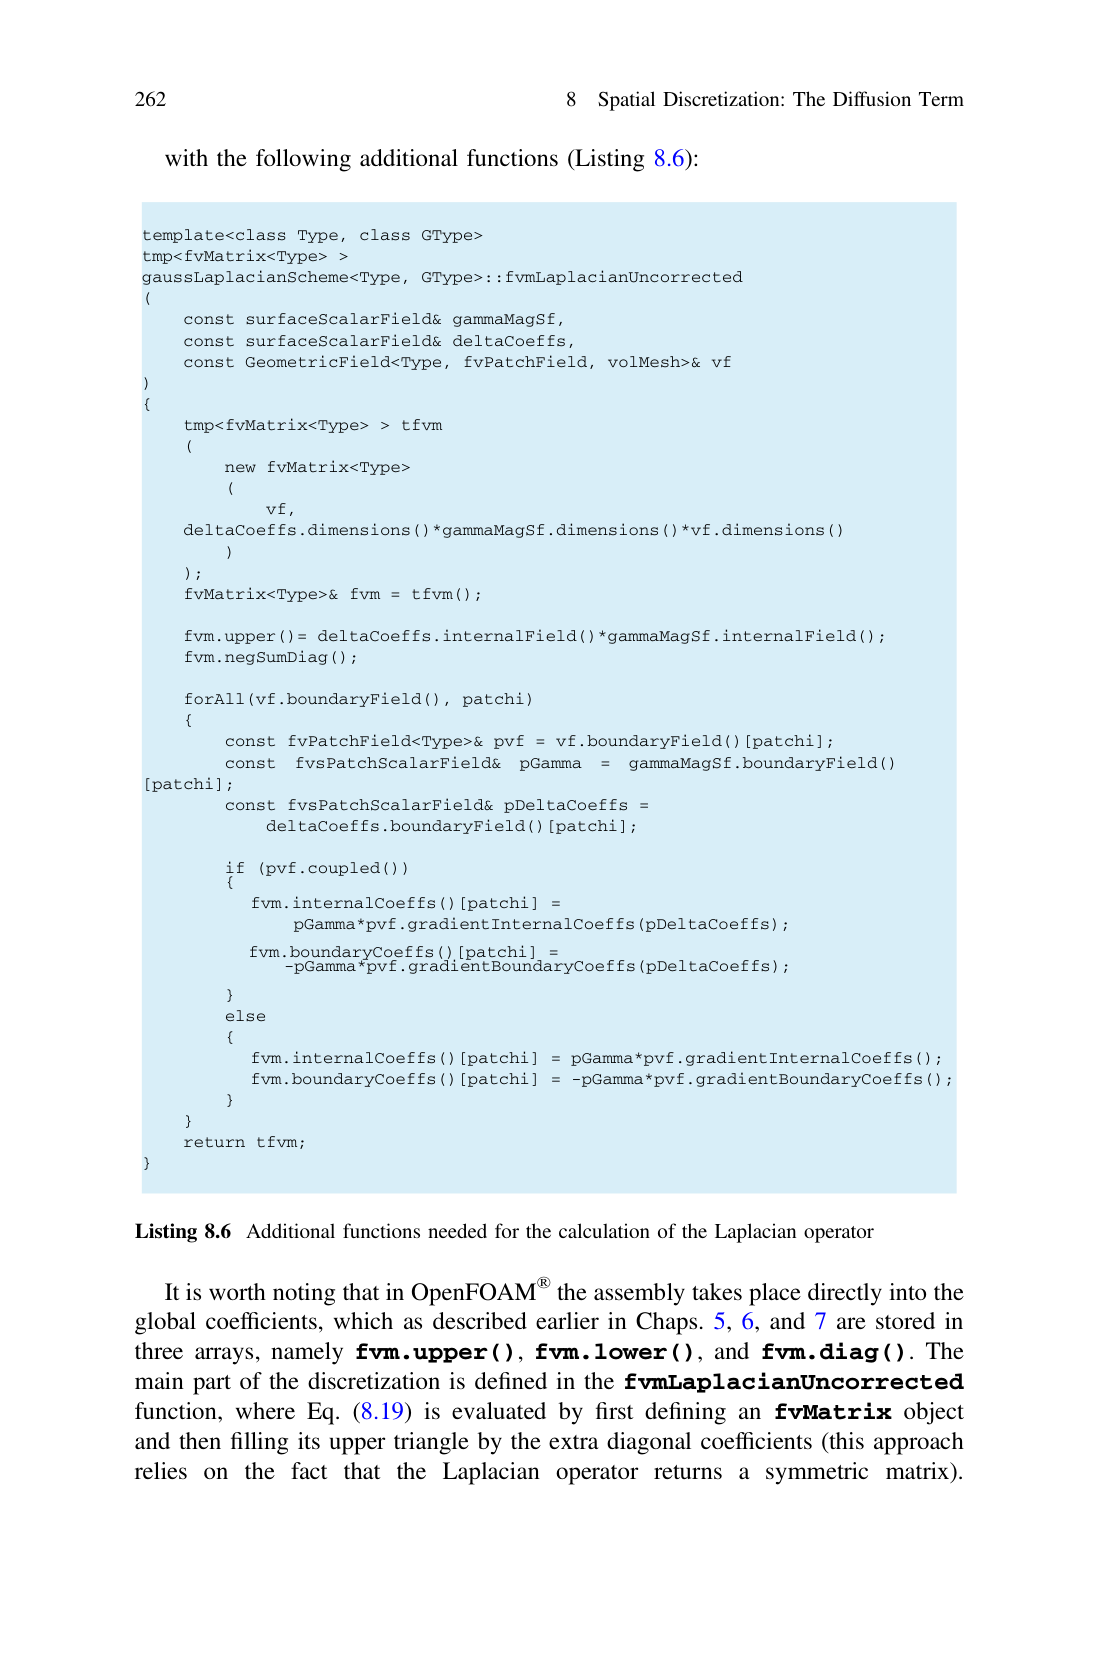 262 8 Spatial Discretization: The Diffusion Term
with the following additional functions (Listing 8.6):
template<class Type, class GType>
tmp<fvMatrix<Type> >
gaussLaplacianScheme<Type, GType>::fvmLaplacianUncorrected
(
    const surfaceScalarField& gammaMagSf,
    const surfaceScalarField& deltaCoeffs,
    const GeometricField<Type, fvPatchField, volMesh>& vf
)
{
    tmp<fvMatrix<Type> > tfvm
    (
        new fvMatrix<Type>
        (
            vf,
    deltaCoeffs.dimensions()*gammaMagSf.dimensions()*vf.dimensions()
        )
    );
    fvMatrix<Type>& fvm = tfvm();
    fvm.upper()= deltaCoeffs.internalField()*gammaMagSf.internalField();
    fvm.negSumDiag();
    forAll(vf.boundaryField(), patchi)
    {
        const fvPatchField<Type>& pvf = vf.boundaryField()[patchi];
        const fvsPatchScalarField& pGamma = gammaMagSf.boundaryField()
[patchi];
        const fvsPatchScalarField& pDeltaCoeffs =
            deltaCoeffs.boundaryField()[patchi];
        if (pvf.coupled())
        {
          fvm.internalCoeffs()[patchi] =
              pGamma*pvf.gradientInternalCoeffs(pDeltaCoeffs);
          fvm.boundaryCoeffs()[patchi] =
             -pGamma*pvf.gradientBoundaryCoeffs(pDeltaCoeffs);
        }
        else
        {
          fvm.internalCoeffs()[patchi] = pGamma*pvf.gradientInternalCoeffs();
          fvm.boundaryCoeffs()[patchi] = -pGamma*pvf.gradientBoundaryCoeffs();
        }
    }
    return tfvm;
}
Listing 8.6 Additional functions needed for the calculation of the Laplacian operator
It is worth noting that in OpenFOAM® the assembly takes place directly into the
global coefficients, which as described earlier in Chaps. 5, 6, and 7 are stored in
three arrays, namely fvm.upper(), fvm.lower(), and fvm.diag(). The
main part of the discretization is defined in the fvmLaplacianUncorrected
function, where Eq. (8.19) is evaluated by first defining an fvMatrix object
and then filling its upper triangle by the extra diagonal coefficients (this approach
relies on the fact that the Laplacian operator returns a symmetric matrix).